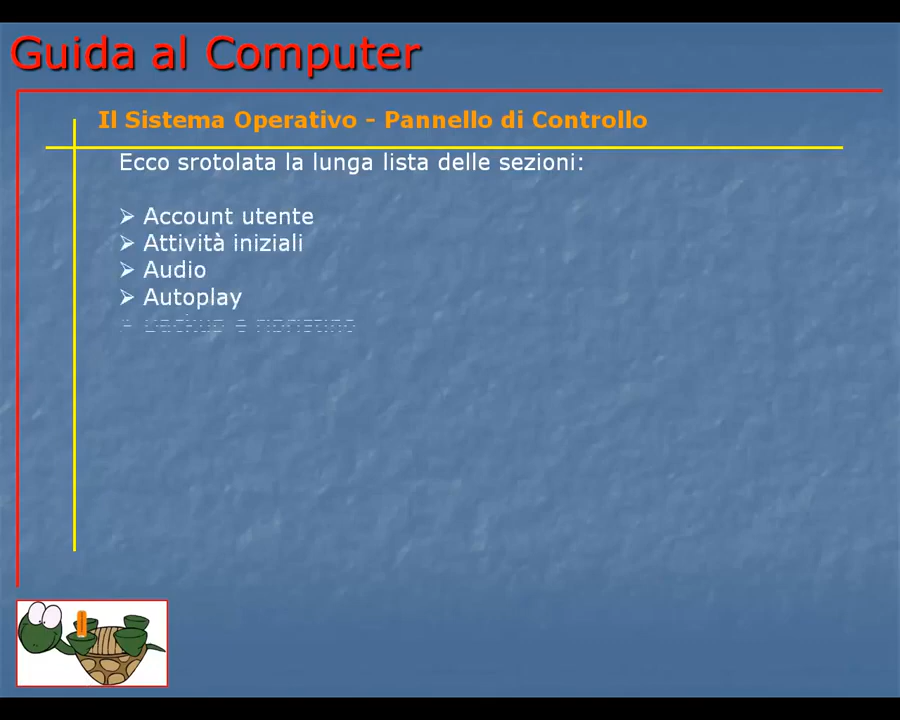 Guida al Computer
Il Sistema Operativo - Pannello di Controllo
Ecco srotolata la lunga lista delle sezioni:
➢ Account utente
➢ Attività iniziali
➢ Audio
➢ Autoplay